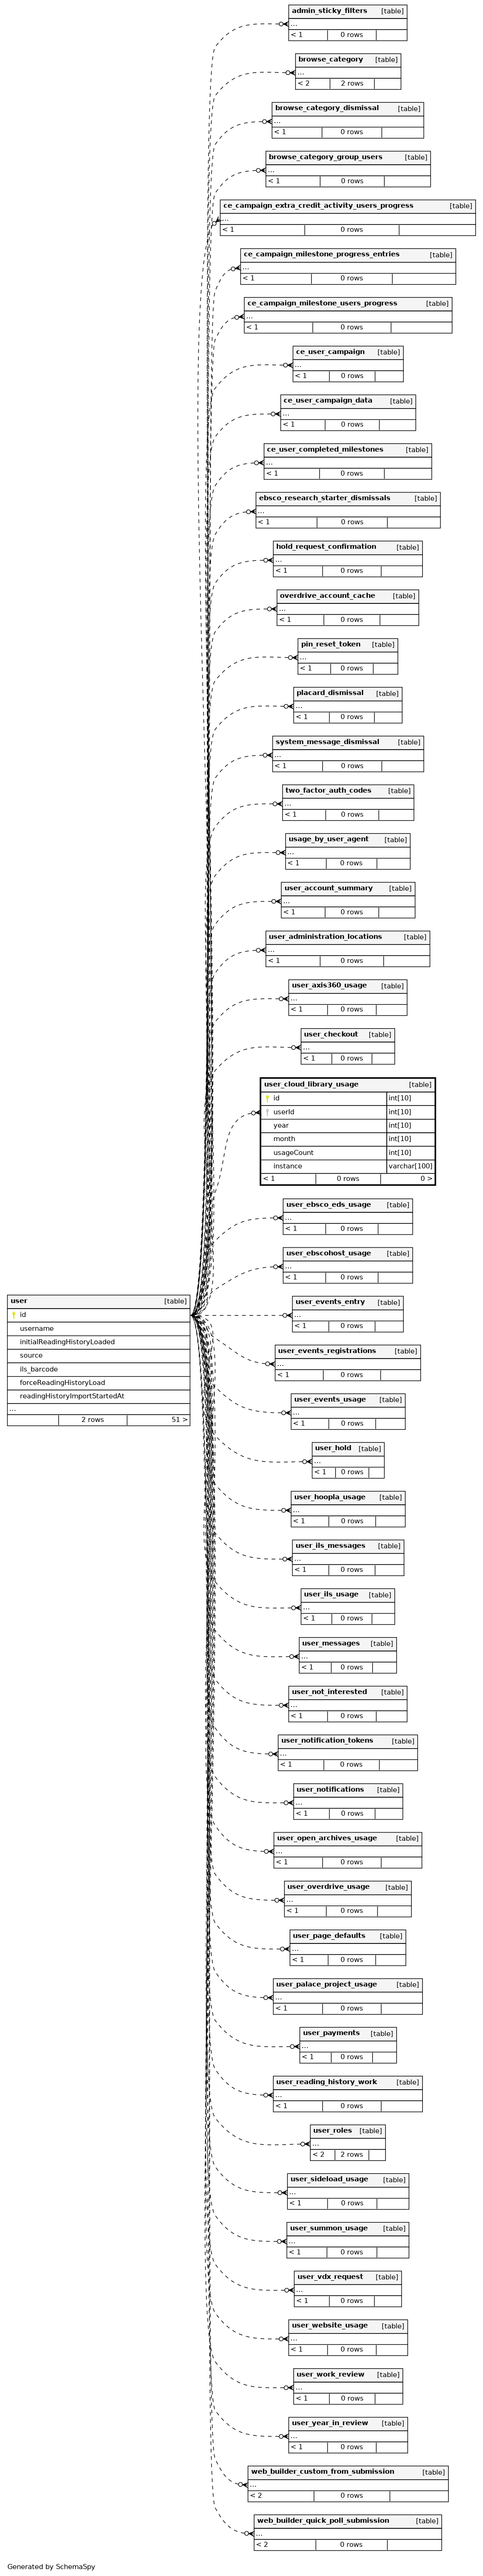 admin_sticky_filters [table]
...
< 1 0 rows
browse_category [table]
...
< 2 2 rows
browse_category_dismissal [table]
...
< 1 0 rows
browse_category_group_users [table]
...
< 1 0 rows
ce_campaign_extra_credit_activity_users_progress [table]
...
< 1 0 rows
ce_campaign_milestone_progress_entries [table]
...
< 1 0 rows
ce_campaign_milestone_users_progress [table]
...
< 1 0 rows
ce_user_campaign [table]
...
< 1 0 rows
ce_user_campaign_data [table]
...
< 1 0 rows
ce_user_completed_milestones [table]
...
< 1 0 rows
ebsco_research_starter_dismissals [table]
...
< 1 0 rows
hold_request_confirmation [table]
...
< 1 0 rows
overdrive_account_cache [table]
...
< 1 0 rows
pin_reset_token [table]
...
< 1 0 rows
placard_dismissal [table]
...
< 1 0 rows
system_message_dismissal [table]
...
< 1 0 rows
two_factor_auth_codes [table]
...
< 1 0 rows
usage_by_user_agent [table]
...
< 1 0 rows
user_account_summary [table]
...
< 1 0 rows
user_administration_locations [table]
...
< 1 0 rows
user_axis360_usage [table]
...
< 1 0 rows
user_checkout [table]
...
< 1 0 rows
user_cloud_library_usage [table]
id int[10]
userId int[10]
year int[10]
month int[10]
usageCount int[10]
instance varchar[100]
< 1 0 rows 0 >
user_ebsco_eds_usage [table]
...
< 1 0 rows
user_ebscohost_usage [table]
...
< 1 0 rows
user [table]
id
username
initialReadingHistoryLoaded
source
ils_barcode
forceReadingHistoryLoad
readingHistoryImportStartedAt
...
2 rows 51 >
user_events_entry [table]
...
< 1 0 rows
user_events_registrations [table]
...
< 1 0 rows
user_events_usage [table]
...
< 1 0 rows
user_hold [table]
...
< 1 0 rows
user_hoopla_usage [table]
...
< 1 0 rows
user_ils_messages [table]
...
< 1 0 rows
user_ils_usage [table]
...
< 1 0 rows
user_messages [table]
...
< 1 0 rows
user_not_interested [table]
...
< 1 0 rows
user_notification_tokens [table]
...
< 1 0 rows
user_notifications [table]
...
< 1 0 rows
user_open_archives_usage [table]
...
< 1 0 rows
user_overdrive_usage [table]
...
< 1 0 rows
user_page_defaults [table]
...
< 1 0 rows
user_palace_project_usage [table]
...
< 1 0 rows
user_payments [table]
...
< 1 0 rows
user_reading_history_work [table]
...
< 1 0 rows
user_roles [table]
...
< 2 2 rows
user_sideload_usage [table]
...
< 1 0 rows
user_summon_usage [table]
...
< 1 0 rows
user_vdx_request [table]
...
< 1 0 rows
user_website_usage [table]
...
< 1 0 rows
user_work_review [table]
...
< 1 0 rows
user_year_in_review [table]
...
< 1 0 rows
web_builder_custom_from_submission [table]
...
< 2 0 rows
web_builder_quick_poll_submission [table]
...
< 2 0 rows
Generated by SchemaSpy